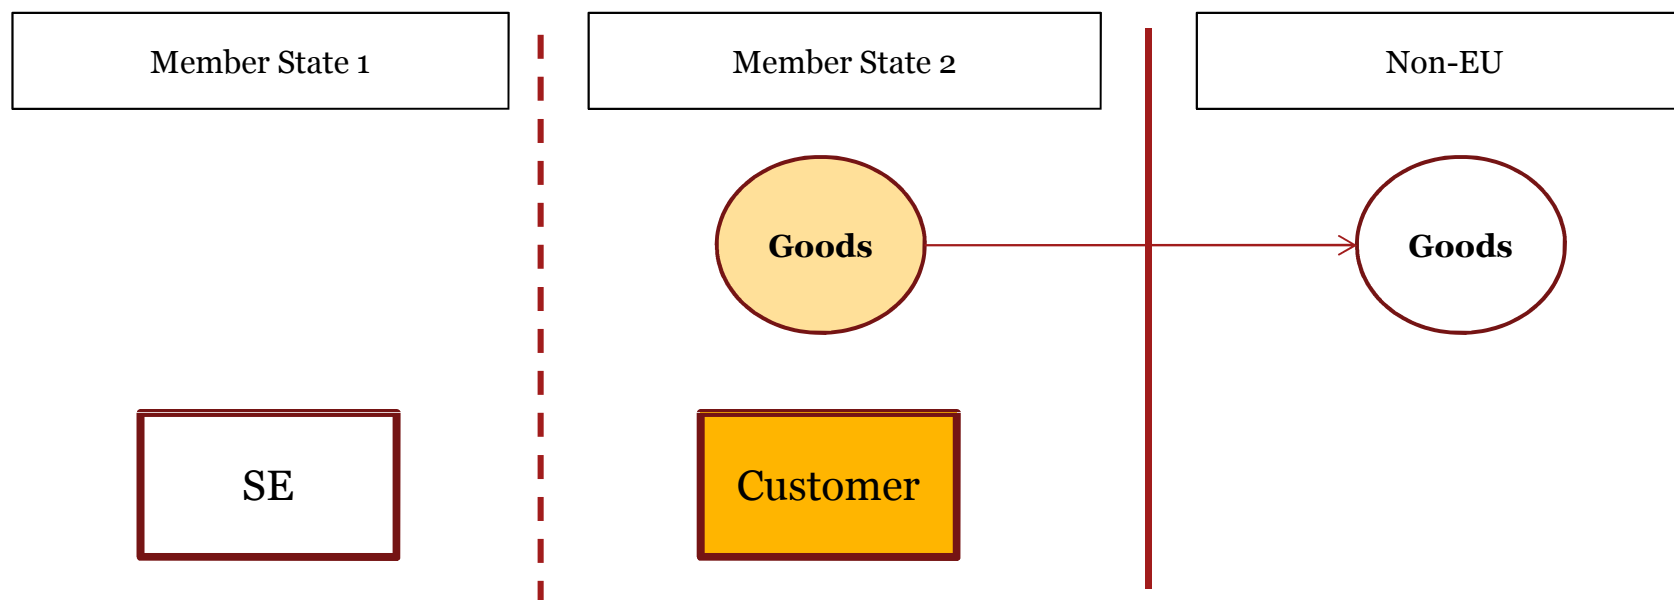 Member State 1
Member State 2
Non-EU
Goods
Goods
SE
Customer